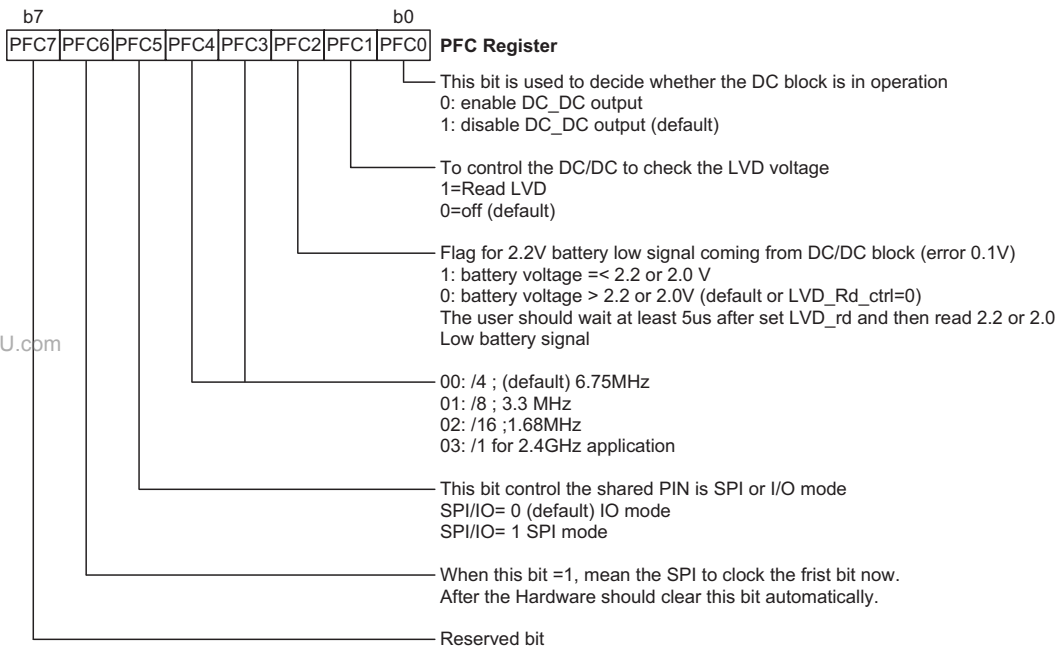 b7 b0
PFC7 PFC6 PFC5 PFC4 PFC3 PFC2 PFC1 PFC0 PFC Register
This bit is used to decide whether the DC block is in operation
0: enable DC_DC output
1: disable DC_DC output (default)
To control the DC/DC to check the LVD voltage
1=Read LVD
0=off (default)
Flag for 2.2V battery low signal coming from DC/DC block (error 0.1V)
1: battery voltage =< 2.2 or 2.0 V
0: battery voltage > 2.2 or 2.0V (default or LVD_Rd_ctrl=0)
The user should wait at least 5us after set LVD_rd and then read 2.2 or 2.0
Low battery signal
U.com
00: /4 ; (default) 6.75MHz
01: /8 ; 3.3 MHz
02: /16 ;1.68MHz
03: /1 for 2.4GHz application
This bit control the shared PIN is SPI or I/O mode
SPI/IO= 0 (default) IO mode
SPI/IO= 1 SPI mode
When this bit =1, mean the SPI to clock the frist bit now.
After the Hardware should clear this bit automatically.
Reserved bit